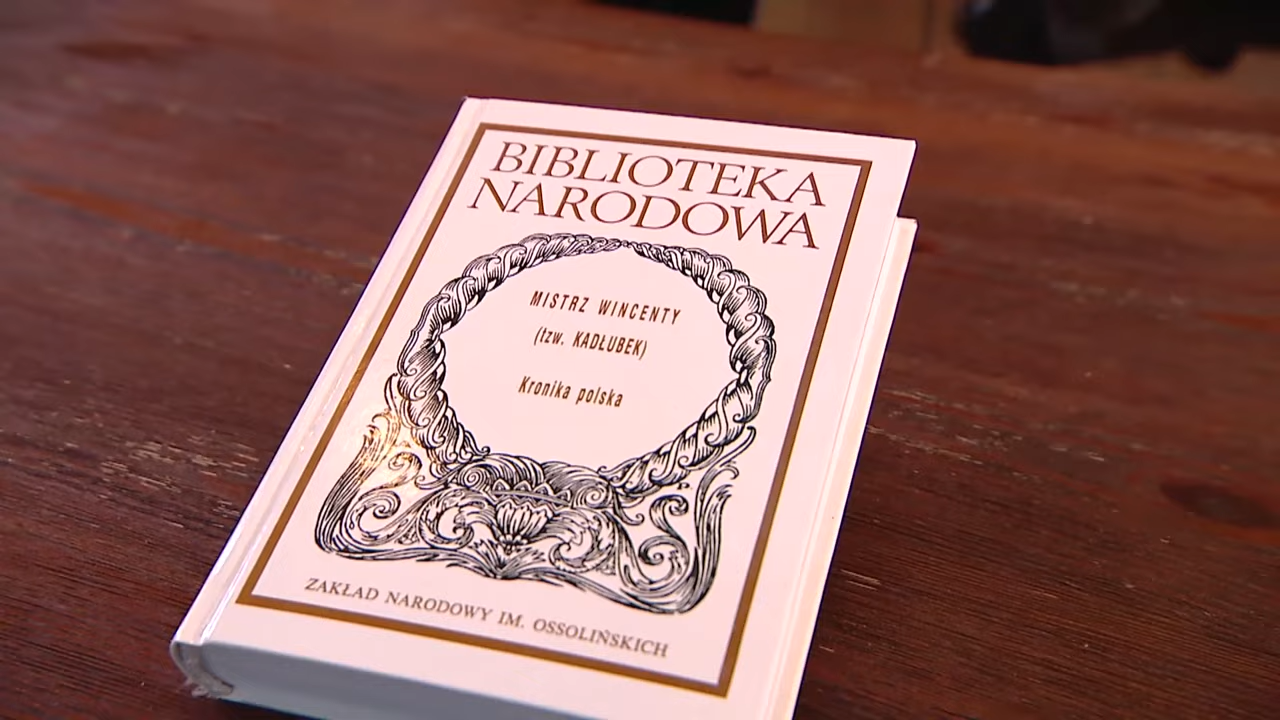 BIBLIOTEKA
NARODOWA
MISTRZ WINCENTY
(tzw. KADŁUBEK)
Kronika polska
ZAKŁAD NARODOWY IM. OSSOLIŃSKICH